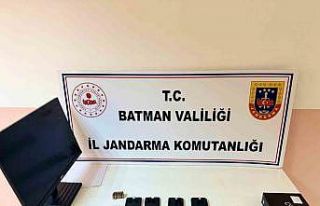 T.C.
BATMAN VALİLİĞİ
İL JANDARMA KOMUTANLIĞI